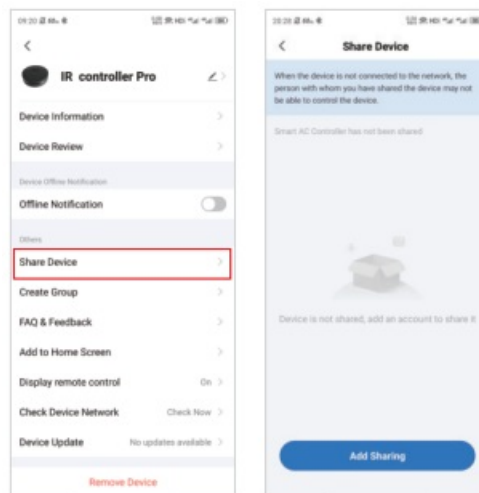 09:20
IR controller Pro
Device Information
Device Review
Device Offline Notification
Offline Notification
Others
Share Device
Create Group
FAQ & Feedback
Add to Home Screen
Display remote control On
Check Device Network Check Now
Device Update No updates available
Remove Device
Share Device
When the device is not connected to the network, the
person with whom you have shared the device may not
be able to control the device.
Smart AC Controller has not been shared
Device is not shared, add an account to share it
Add Sharing